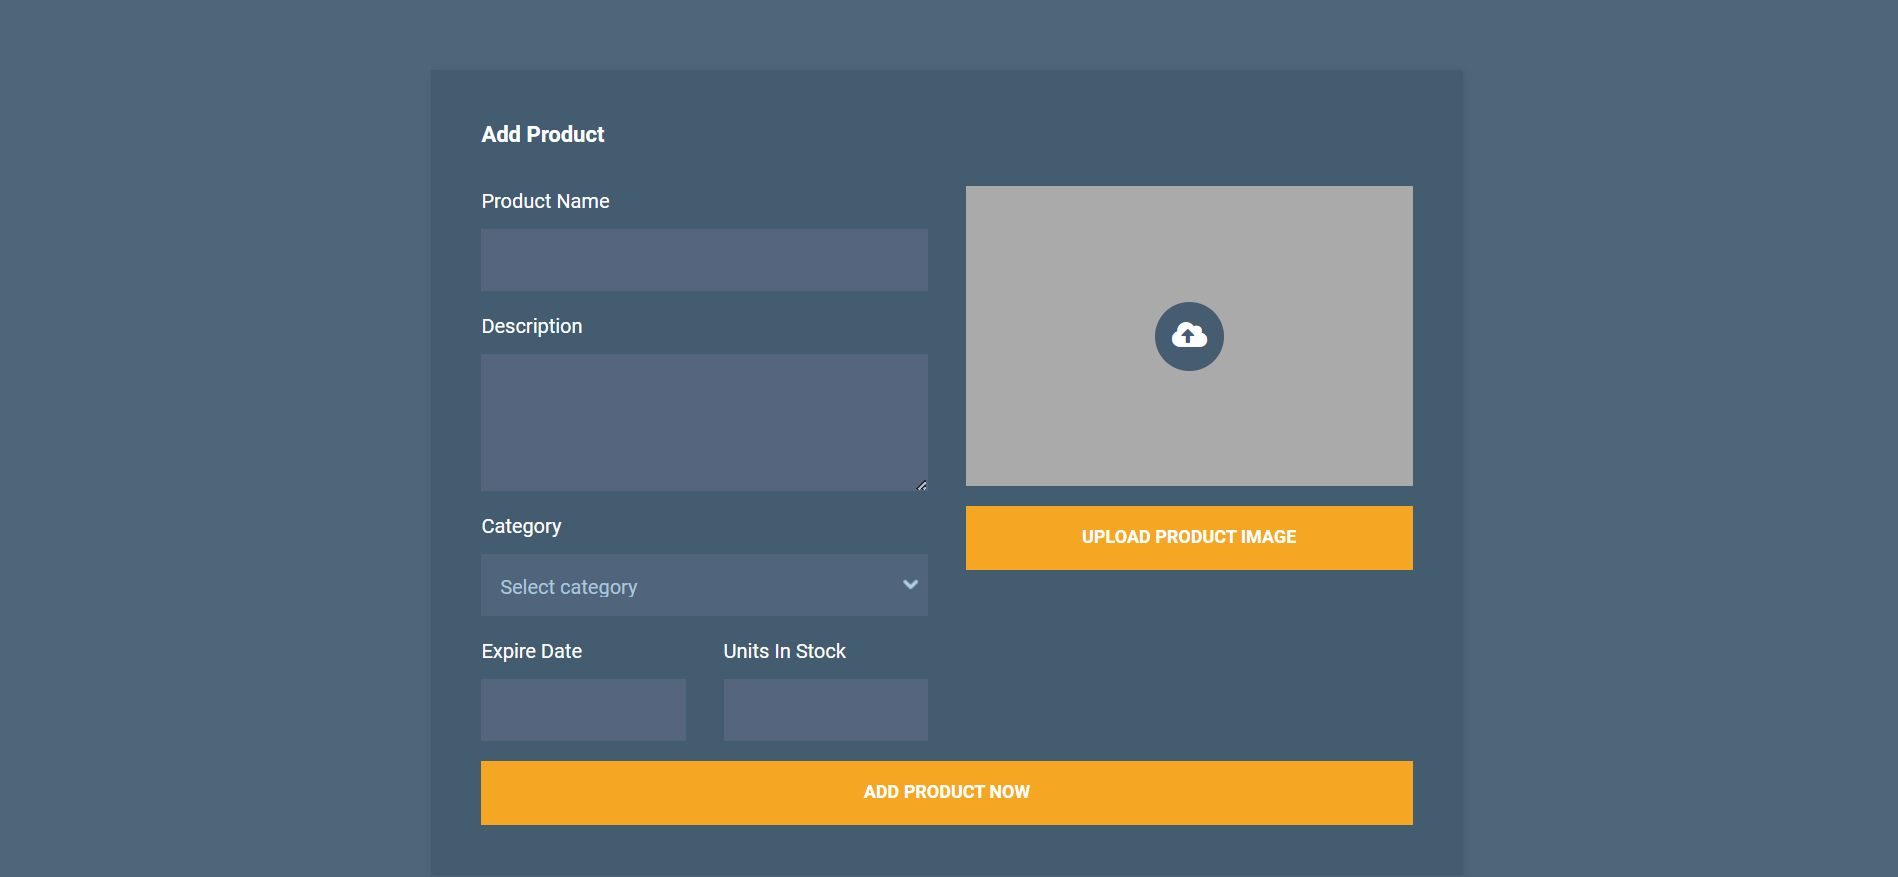 Add Product
Product Name
Description
Category
Select category
Expire Date
Units In Stock
UPLOAD PRODUCT IMAGE
ADD PRODUCT NOW